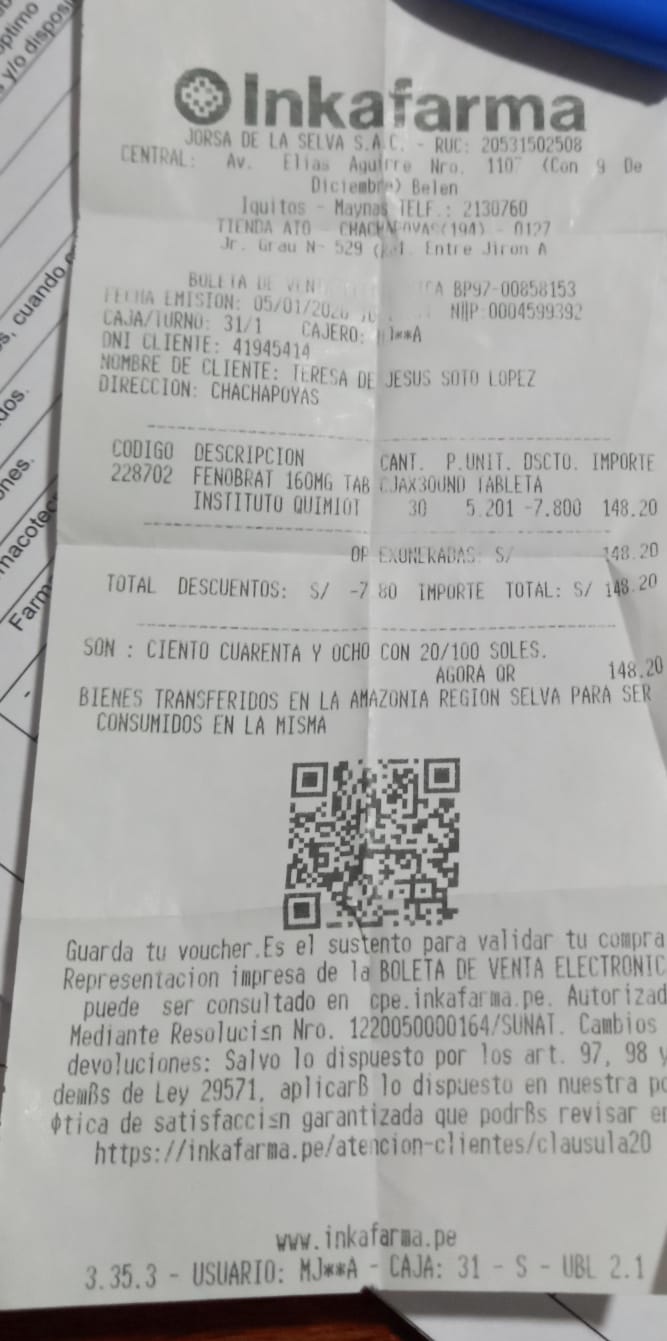 Inkafarma
JORSA DE LA SELVA S.A.C. - RUC: 20531502508
CENTRAL: Av. Elias Aguirre Nro. 1107 (Con 9 De
Diciembre) Belen
Iquitos - Maynas TELF.: 2130760
TIENDA ATO - CHACHAPOYAS(194) - 0127
Jr. Grau N- 529 Entre Jiron A
BOLETA DE BP97-00858153
FECHA EMISION: NIIP:0004599392
CAJA/TURNO: 31/1 CAJERO:
DNI CLIENTE: 41945414
NOMBRE DE CLIENTE: TERESA DE JESUS SOTO LOPEZ
DIRECCION: CHACHAPOYAS
CODIGO DESCRIPCION CANT. P.UNIT. DSCTO. IMPORTE
228702 FENOBRAT 160MG TAB CJAX30UND TABLETA
INSTITUTO QUIMIOT 30 5.201 -7.800 148.20
OP EXONERADAS: S/ 148.20
TOTAL DESCUENTOS: S/ -7.80 IMPORTE TOTAL: S/ 148.20
SON : CIENTO CUARENTA Y OCHO CON 20/100 SOLES.
AGORA QR 148.20
BIENES TRANSFERIDOS EN LA AMAZONIA REGION SELVA PARA SER
CONSUMIDOS EN LA MISMA
Guarda tu voucher.Es el sustento para validar tu compra
Representacion impresa de la BOLETA DE VENTA ELECTRONIC
puede ser consultado en cpe.inkafarma.pe. Autorizad
Mediante Resoluci≤n Nro. 1220050000164/SUNAT. Cambios
devoluciones: Salvo lo dispuesto por los art. 97, 98 y
demßs de Ley 29571, aplicarß lo dispuesto en nuestra po
φtica de satisfacci≤n garantizada que podrßs revisar en
https://inkafarma.pe/atencion-clientes/clausula20
www.inkafarma.pe
3.35.3 - USUARIO: MJ**A - CAJA: 31 - S - UBL 2.1